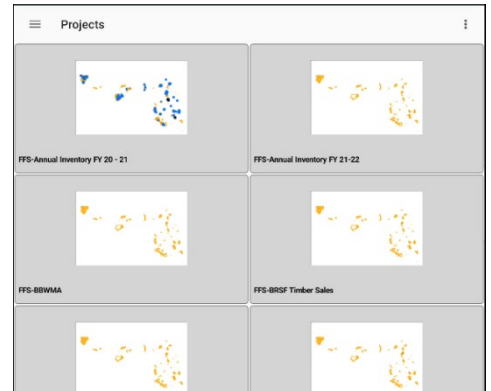 Projects
FFS-Annual Inventory FY 20 - 21
FFS-Annual Inventory FY 21-22
FFS-BBWMA
FFS-BRSF Timber Sales